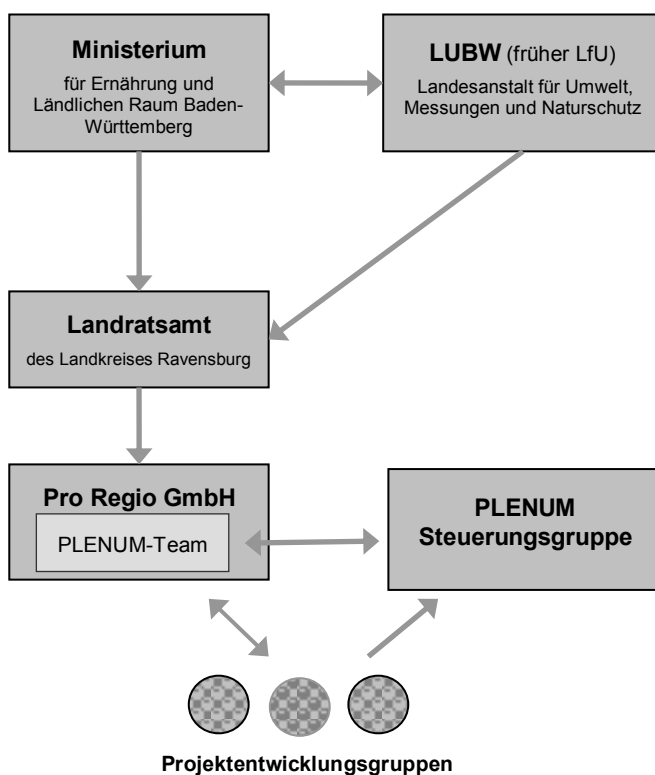 Ministerium
für Ernährung und
Ländlichen Raum Baden-
Württemberg
LUBW (früher LfU)
Landesanstalt für Umwelt,
Messungen und Naturschutz
Landratsamt
des Landkreises Ravensburg
Pro Regio GmbH
PLENUM-Team
PLENUM
Steuerungsgruppe
Projektentwicklungsgruppen